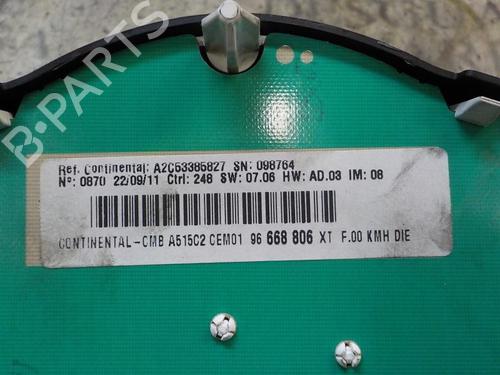 Ref. Continental: A2C53385827 SN: 098764
Nº: 0870 22/09/11 Ctrl: 248 SW: 07.06 HW: AD.03 IM: 08
CONTINENTAL-CMB A515C2 CEM01 96 668 806 XT F.00 KMH DIE
B-PARTS